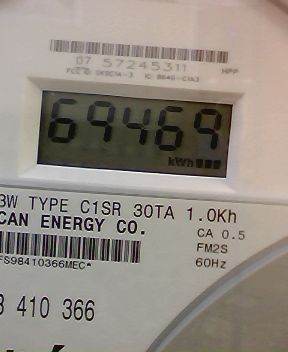 07 57245311
69469
kWh
3W TYPE C1SR 30TA 1.0Kh
CAN ENERGY CO.
CA 0.5
FM2S
60Hz
FS98410366MEC*
3 410 366